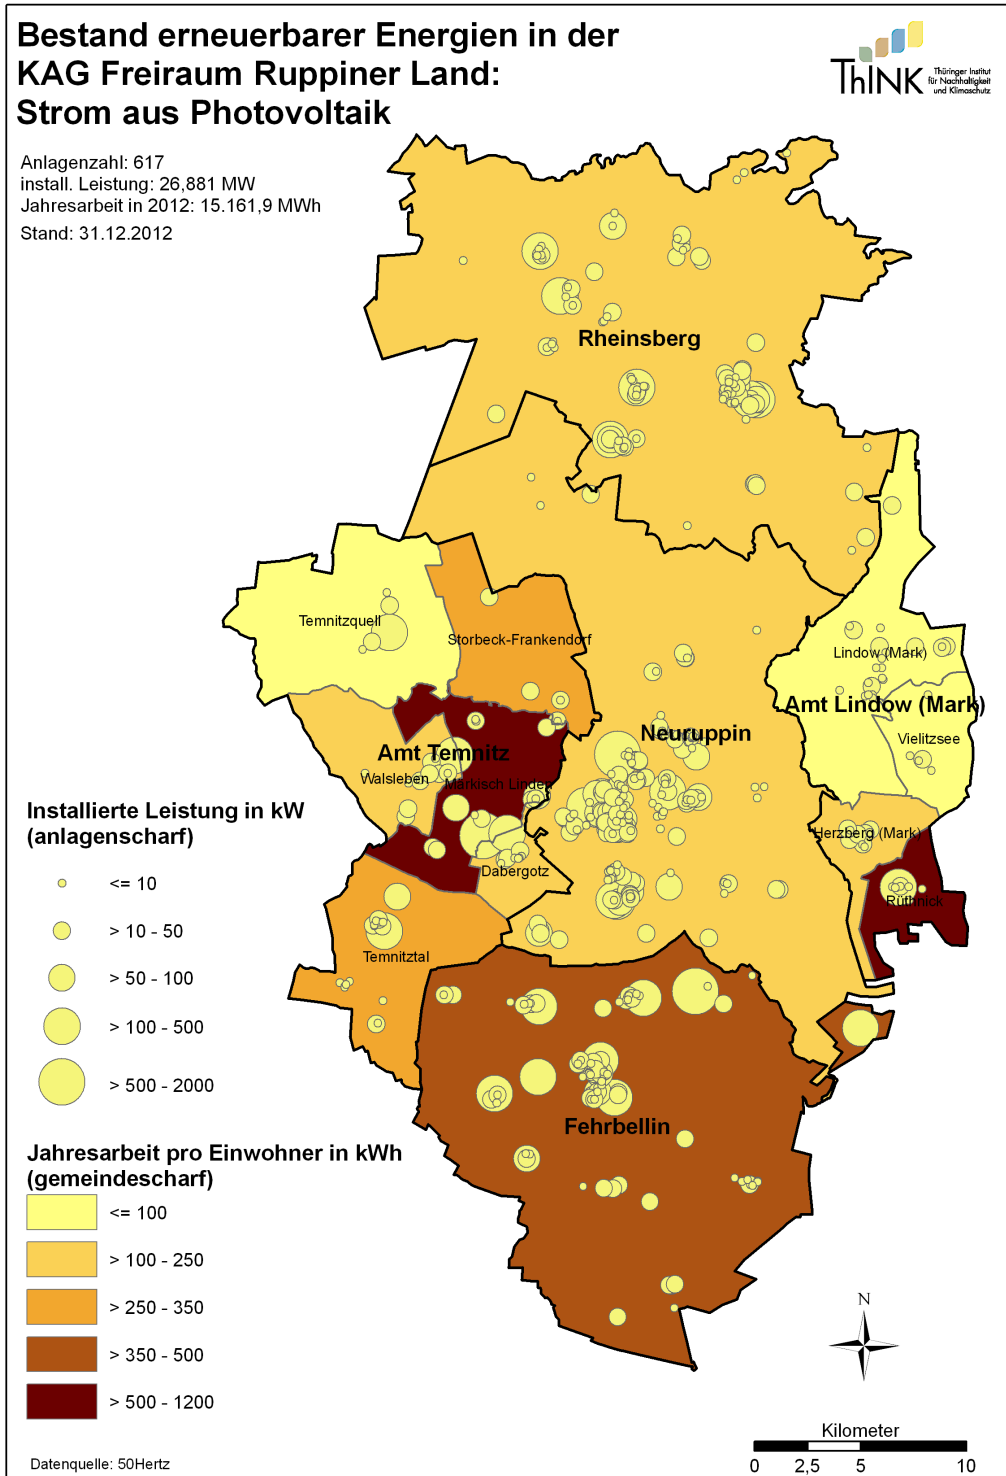 Bestand erneuerbarer Energien in der
KAG Freiraum Ruppiner Land:
Strom aus Photovoltaik
ThINK
Thüringer Institut
für Nachhaltigkeit
und Klimaschutz
Anlagenzahl: 617
install. Leistung: 26,881 MW
Jahresarbeit in 2012: 15.161,9 MWh
Stand: 31.12.2012
Rheinsberg
Temnitzquell
Storbeck-Frankendorf
Lindow (Mark)
Amt Lindow (Mark)
Neuruppin
Vielitzsee
Amt Temnitz
Walsleben
Märkisch Linden
Herzberg (Mark)
Dabergotz
Rüthnick
Temnitztal
Fehrbellin
Installierte Leistung in kW
(anlagenscharf)
<= 10
> 10 - 50
> 50 - 100
> 100 - 500
> 500 - 2000
Jahresarbeit pro Einwohner in kWh
(gemeindescharf)
<= 100
> 100 - 250
> 250 - 350
> 350 - 500
> 500 - 1200
N
Kilometer
0 2,5 5 10
Datenquelle: 50Hertz